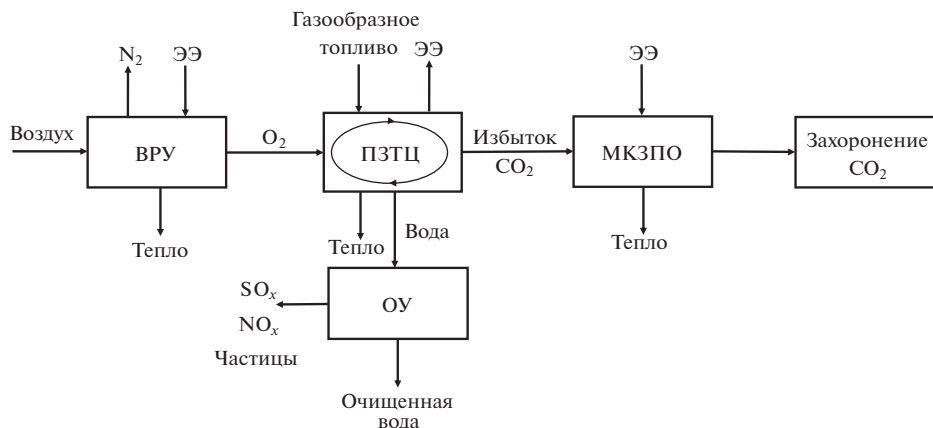 Газообразное
топливо
N₂
ЭЭ
ЭЭ
ЭЭ
Воздух
ВРУ
O₂
ПЗТЦ
Избыток
CO₂
МКЗПО
Захоронение
CO₂
Тепло
Тепло
Вода
Тепло
SOₓ
NOₓ
Частицы
ОУ
Очищенная
вода